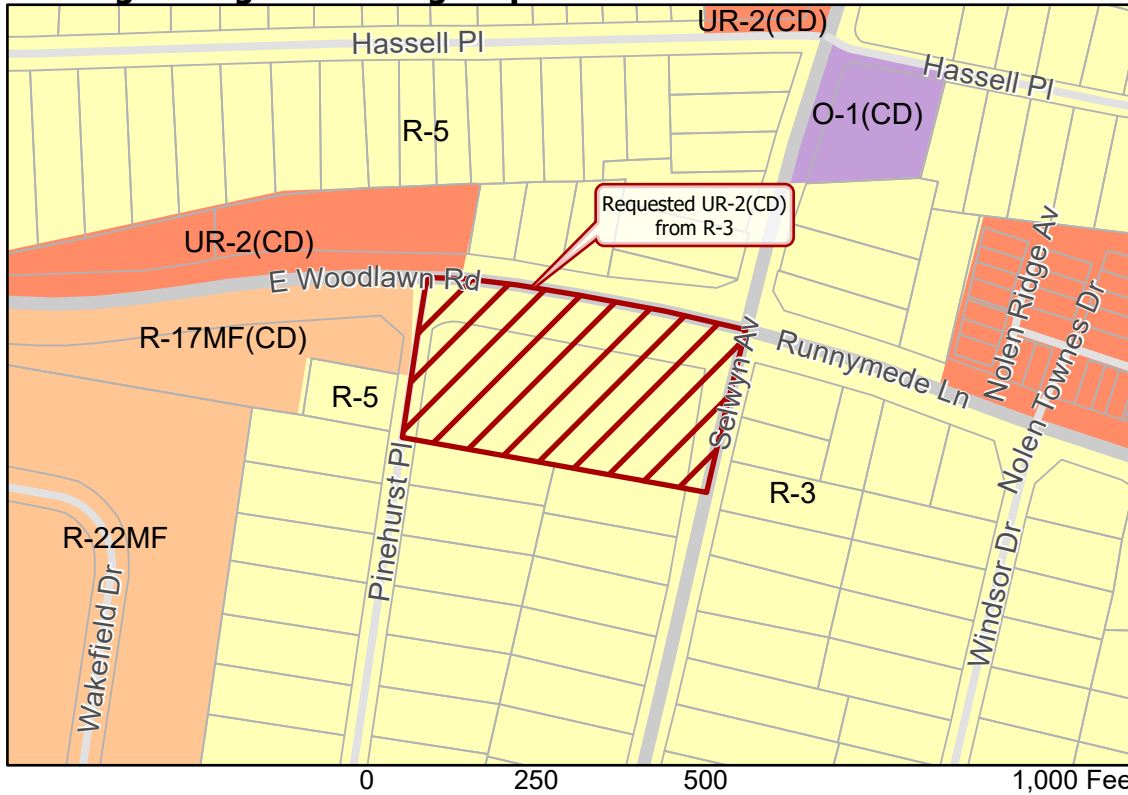 UR-2(CD)
Hassell Pl
Hassell Pl
O-1(CD)
R-5
Requested UR-2(CD)
from R-3
UR-2(CD)
E Woodlawn Rd
Nolen Ridge Av
Nolen Townes Dr
R-17MF(CD)
Runnymede Ln
R-5
Selwyn Av
R-3
R-22MF
Pinehurst Pl
Windsor Dr
Wakefield Dr
0 250 500 1,000 Fee